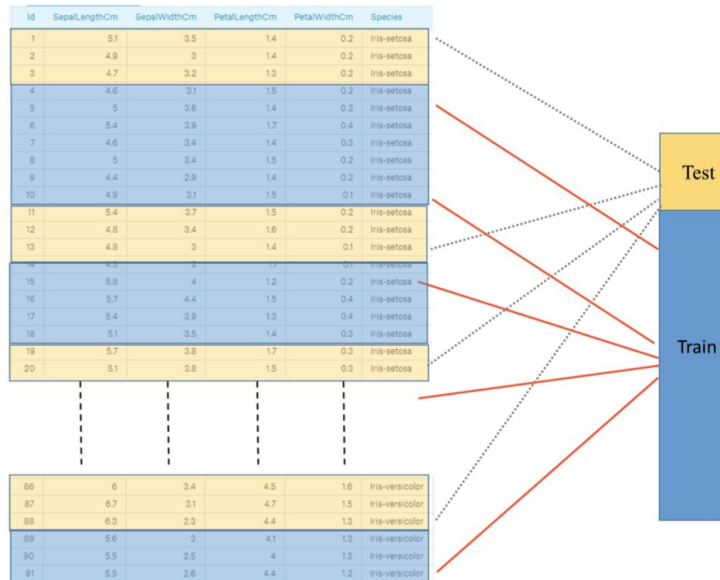 Id SepalLengthCm SepalWidthCm PetalLengthCm PetalWidthCm Species
1 5.1 3.5 1.4 0.2 Iris-setosa
2 4.9 3 1.4 0.2 Iris-setosa
3 4.7 3.2 1.3 0.2 Iris-setosa
4 4.6 3.1 1.5 0.2 Iris-setosa
5 5 3.6 1.4 0.2 Iris-setosa
6 5.4 3.9 1.7 0.4 Iris-setosa
7 4.6 3.4 1.4 0.3 Iris-setosa
8 5 3.4 1.5 0.2 Iris-setosa
9 4.4 2.9 1.4 0.2 Iris-setosa
10 4.9 3.1 1.5 0.1 Iris-setosa
11 5.4 3.7 1.5 0.2 Iris-setosa
12 4.8 3.4 1.6 0.2 Iris-setosa
13 4.8 3 1.4 0.1 Iris-setosa
14 4.3 3 1.1 0.1 Iris-setosa
15 5.8 4 1.2 0.2 Iris-setosa
16 5.7 4.4 1.5 0.4 Iris-setosa
17 5.4 3.9 1.3 0.4 Iris-setosa
18 5.1 3.5 1.4 0.3 Iris-setosa
19 5.7 3.8 1.7 0.3 Iris-setosa
20 5.1 3.8 1.5 0.3 Iris-setosa
86 6 3.4 4.5 1.6 Iris-versicolor
87 6.7 3.1 4.7 1.5 Iris-versicolor
88 6.3 2.3 4.4 1.3 Iris-versicolor
89 5.6 3 4.1 1.3 Iris-versicolor
90 5.5 2.5 4 1.3 Iris-versicolor
91 5.5 2.6 4.4 1.2 Iris-versicolor
Test
Train